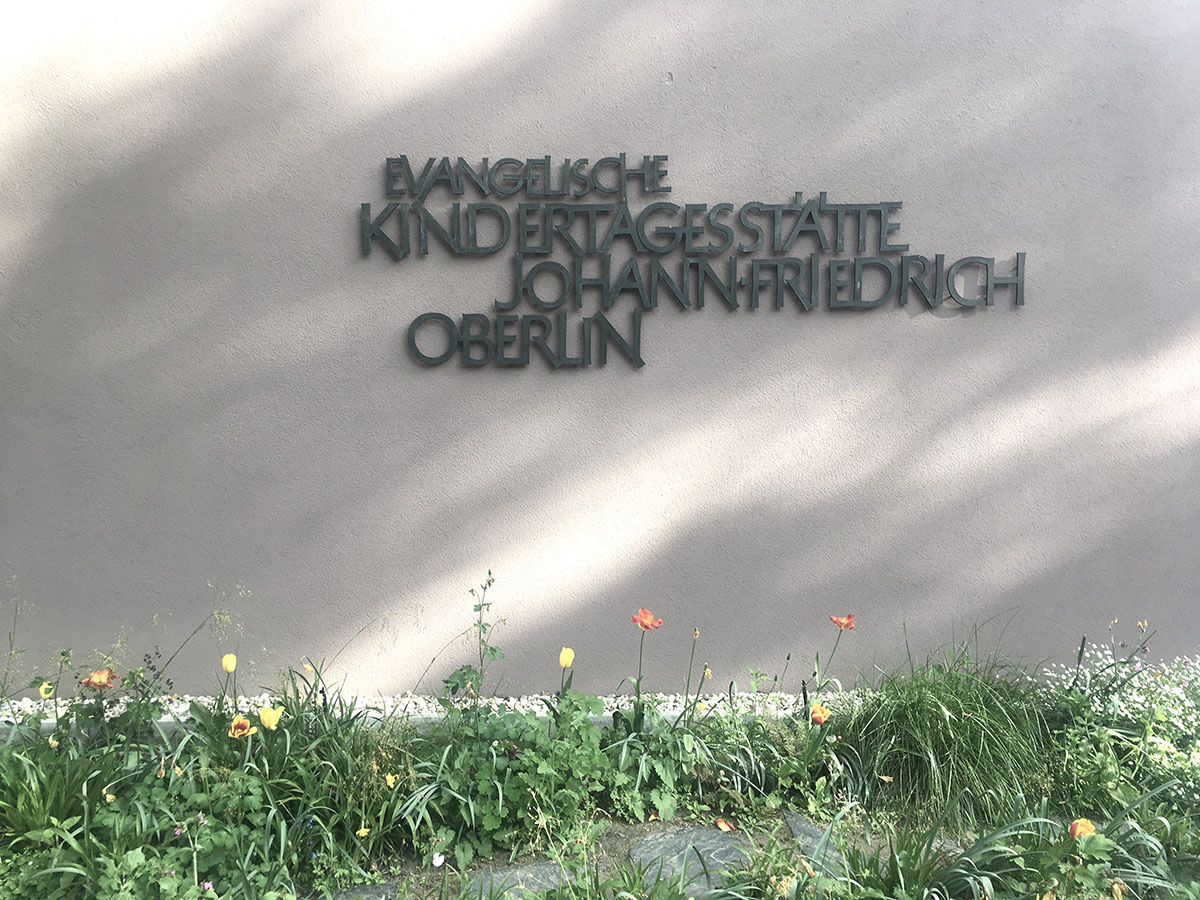 EVANGELISCHE
KINDERTAGESSTÄTTE
JOHANN-FRIEDRICH
OBERLIN